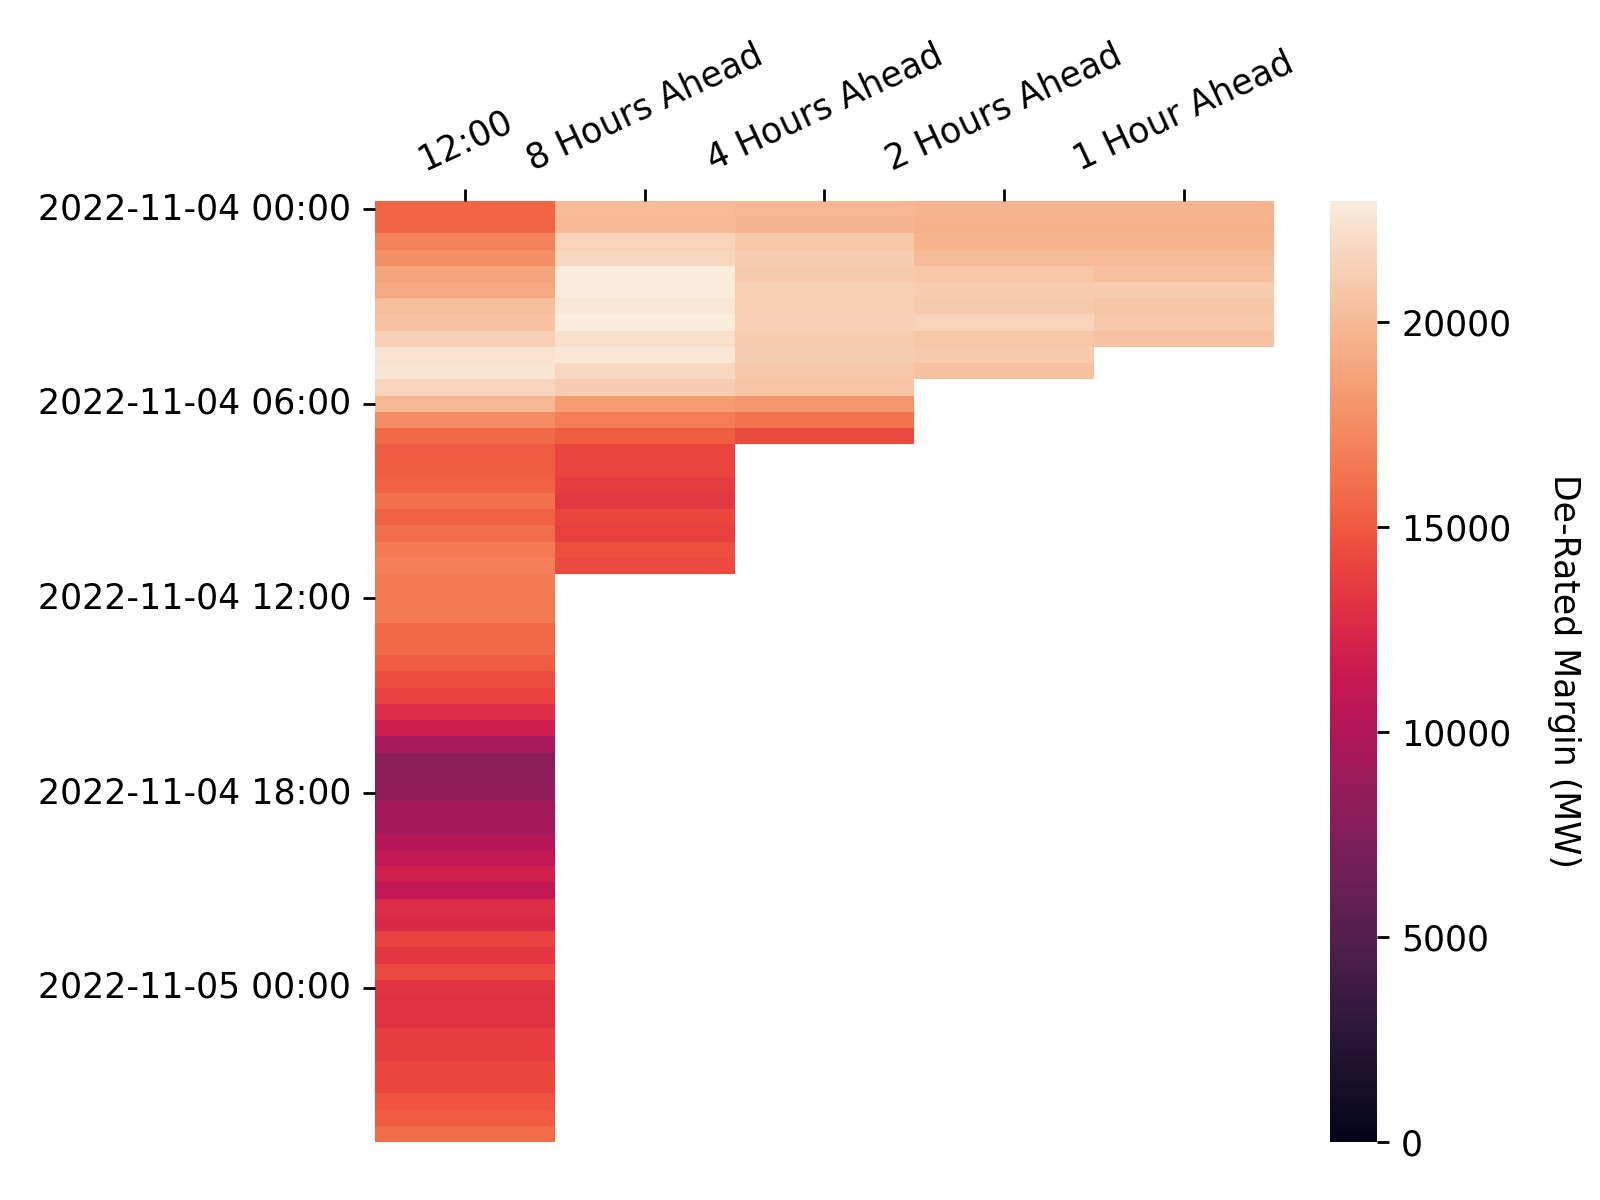 12:00
8 Hours Ahead
4 Hours Ahead
2 Hours Ahead
1 Hour Ahead
2022-11-04 00:00
2022-11-04 06:00
2022-11-04 12:00
2022-11-04 18:00
2022-11-05 00:00
20000
15000
10000
5000
0
De-Rated Margin (MW)